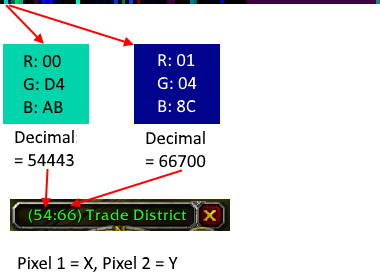 R: 00
G: D4
B: AB
R: 01
G: 04
B: 8C
Decimal
= 54443
Decimal
= 66700
(54:66) Trade District
Pixel 1 = X, Pixel 2 = Y